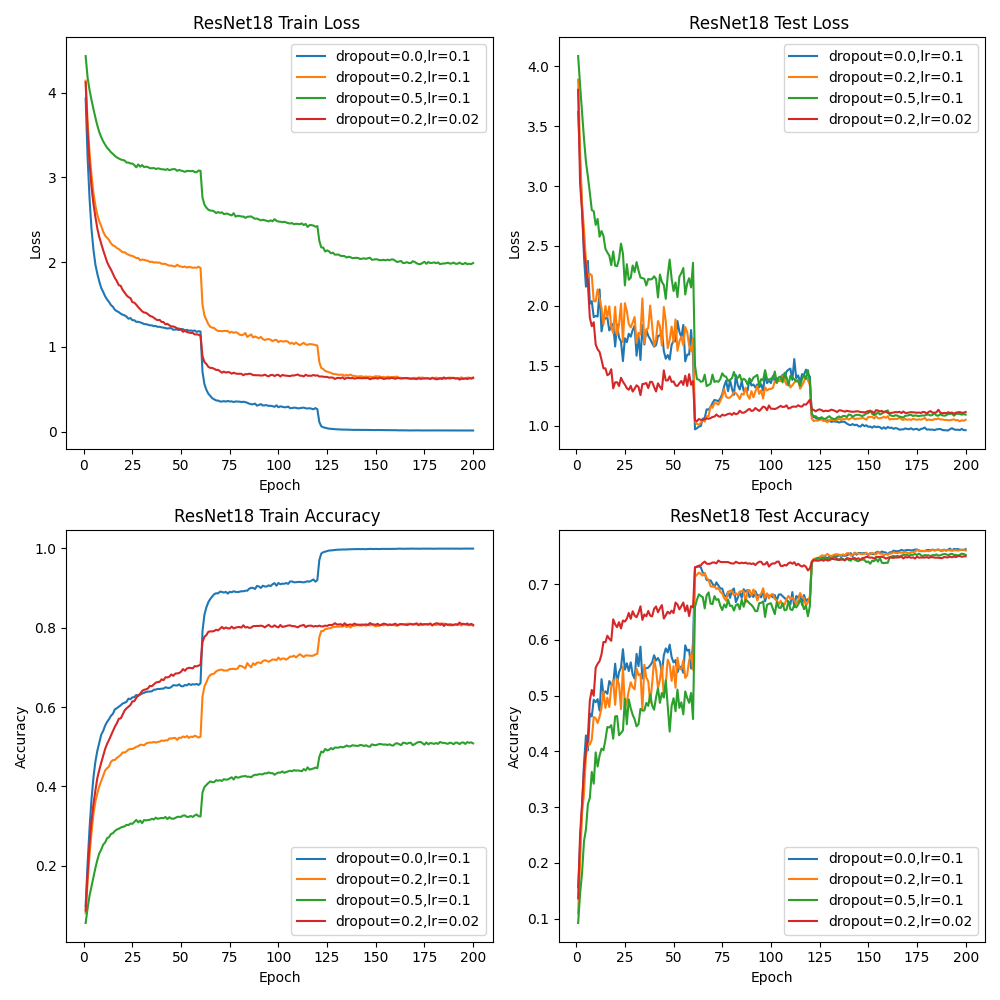 ResNet18 Train Loss
dropout=0.0,lr=0.1
dropout=0.2,lr=0.1
dropout=0.5,lr=0.1
dropout=0.2,lr=0.02
4
3
2
1
0
Loss
0 25 50 75 100 125 150 175 200
Epoch
ResNet18 Test Loss
dropout=0.0,lr=0.1
dropout=0.2,lr=0.1
dropout=0.5,lr=0.1
dropout=0.2,lr=0.02
4.0
3.5
3.0
2.5
2.0
1.5
1.0
Loss
0 25 50 75 100 125 150 175 200
Epoch
ResNet18 Train Accuracy
1.0
0.8
0.6
0.4
0.2
Accuracy
dropout=0.0,lr=0.1
dropout=0.2,lr=0.1
dropout=0.5,lr=0.1
dropout=0.2,lr=0.02
0 25 50 75 100 125 150 175 200
Epoch
ResNet18 Test Accuracy
0.7
0.6
0.5
0.4
0.3
0.2
0.1
Accuracy
dropout=0.0,lr=0.1
dropout=0.2,lr=0.1
dropout=0.5,lr=0.1
dropout=0.2,lr=0.02
0 25 50 75 100 125 150 175 200
Epoch